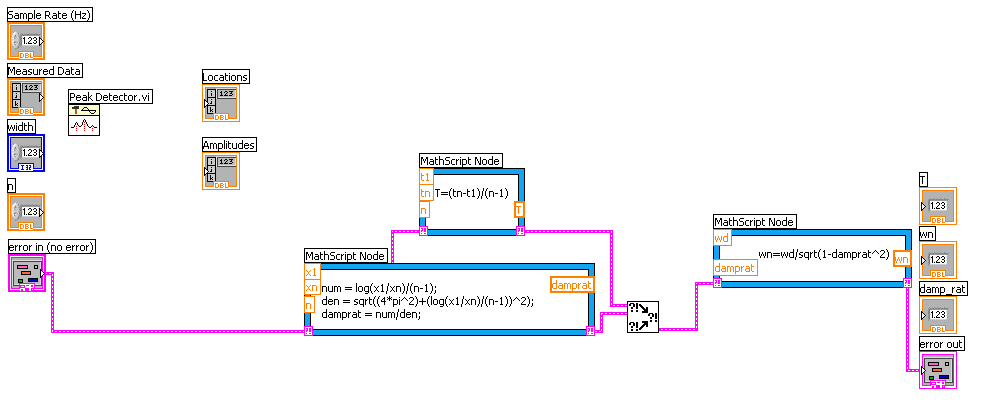 Sample Rate (Hz)
1.23
DBL
Measured Data
i
j
k
123
DBL
Peak Detector.vi
width
1.23
I32
n
1.23
DBL
error in (no error)
Locations
i
j
k
123
DBL
Amplitudes
i
j
k
123
DBL
MathScript Node
t1
tn
n
T=(tn-t1)/(n-1)
T
?!
?!
MathScript Node
x1
xn
n
num = log(x1/xn)/(n-1);
den = sqrt((4*pi^2)+(log(x1/xn)/(n-1))^2);
damprat = num/den;
damprat
?!
?!
?!
?!
?!
MathScript Node
wd
damprat
wn=wd/sqrt(1-damprat^2)
wn
?!
?!
T
1.23
DBL
wn
1.23
DBL
damp_rat
1.23
DBL
error out